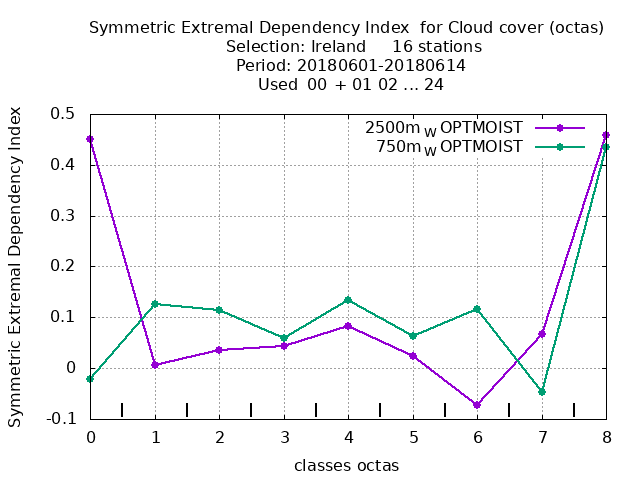 Symmetric Extremal Dependency Index  for Cloud cover (octas)
Selection: Ireland     16 stations
Period: 20180601-20180614
Used  00  + 01 02 ... 24
2500m_W OPTMOIST
750m_W OPTMOIST
Symmetric Extremal Dependency Index
0.5
0.4
0.3
0.2
0.1
0
-0.1
0 1 2 3 4 5 6 7 8
classes octas